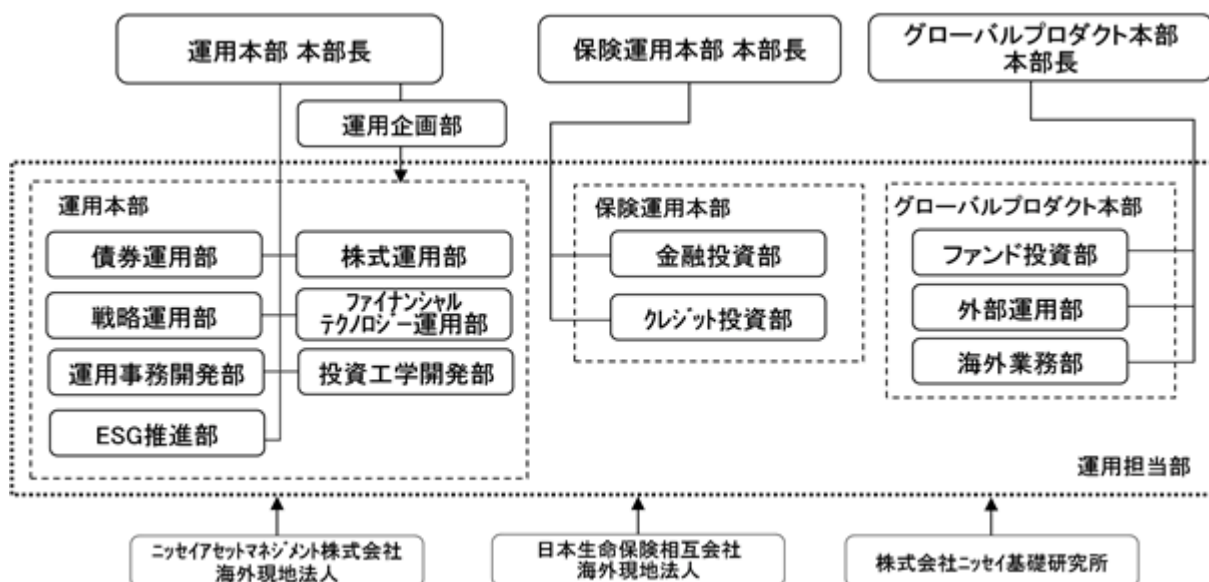 運用本部 本部長
保険運用本部 本部長
グローバルプロダクト本部
本部長
運用企画部
運用本部
債券運用部
株式運用部
戦略運用部
ファイナンシャル
テクノロジー運用部
運用事務開発部
投資工学開発部
ESG推進部
保険運用本部
金融投資部
クレジット投資部
グローバルプロダクト本部
ファンド投資部
外部運用部
海外業務部
運用担当部
ニッセイアセットマネジメント株式会社
海外現地法人
日本生命保険相互会社
海外現地法人
株式会社ニッセイ基礎研究所